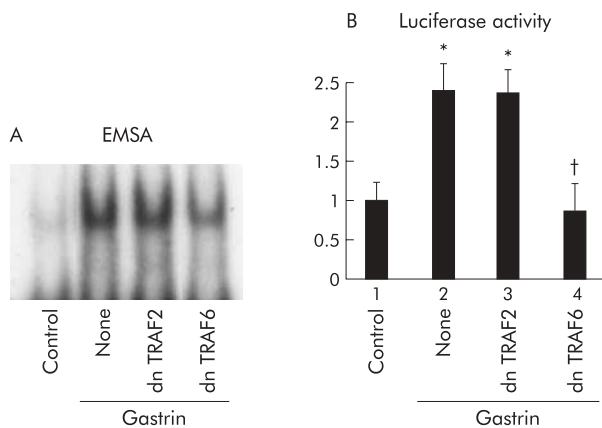 A EMSA
Control
None
dn TRAF2
dn TRAF6
Gastrin
B Luciferase activity
* *
†
2.5
2
1.5
1
0.5
0
1 2 3 4
Control
None
dn TRAF2
dn TRAF6
Gastrin